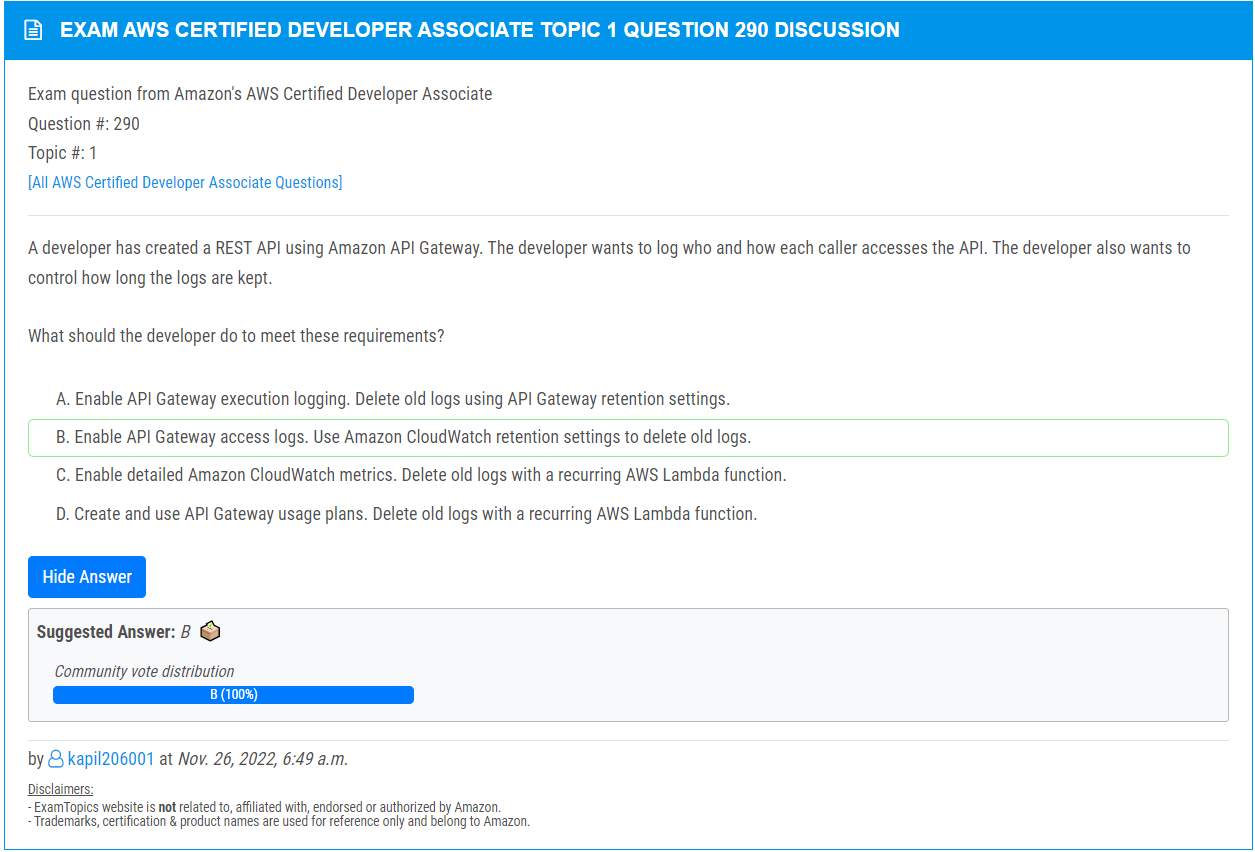 EXAM AWS CERTIFIED DEVELOPER ASSOCIATE TOPIC 1 QUESTION 290 DISCUSSION
Exam question from Amazon's AWS Certified Developer Associate
Question #: 290
Topic #: 1
[All AWS Certified Developer Associate Questions]
A developer has created a REST API using Amazon API Gateway. The developer wants to log who and how each caller accesses the API. The developer also wants to
control how long the logs are kept.
What should the developer do to meet these requirements?
A. Enable API Gateway execution logging. Delete old logs using API Gateway retention settings.
B. Enable API Gateway access logs. Use Amazon CloudWatch retention settings to delete old logs.
C. Enable detailed Amazon CloudWatch metrics. Delete old logs with a recurring AWS Lambda function.
D. Create and use API Gateway usage plans. Delete old logs with a recurring AWS Lambda function.
Hide Answer
Suggested Answer: B
Community vote distribution
B (100%)
by kapil206001 at Nov. 26, 2022, 6:49 a.m.
Disclaimers:
- ExamTopics website is not related to, affiliated with, endorsed or authorized by Amazon.
- Trademarks, certification & product names are used for reference only and belong to Amazon.